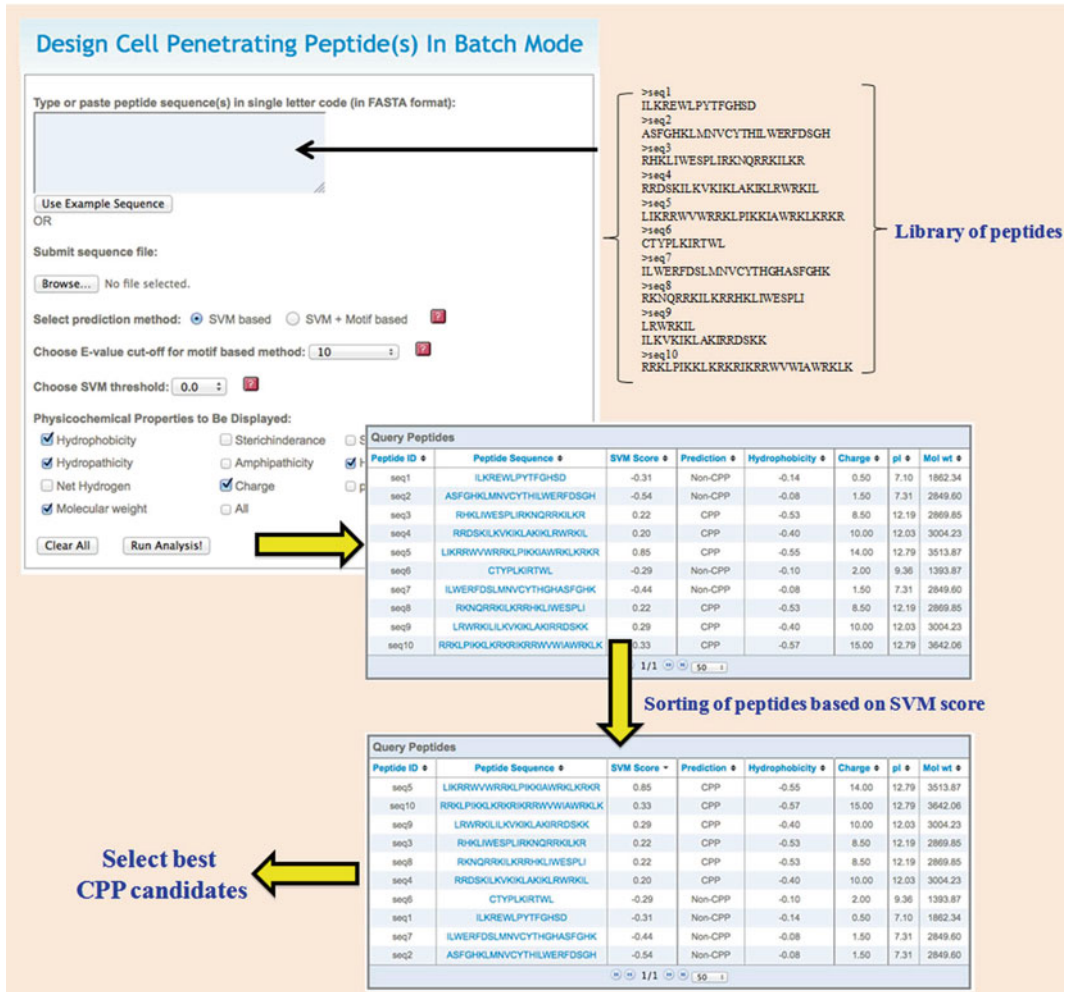 Design Cell Penetrating Peptide(s) In Batch Mode
Type or paste peptide sequence(s) in single letter code (in FASTA format):
Use Example Sequence
OR
Submit sequence file:
Browse... No file selected.
Select prediction method: SVM based SVM + Motif based ?
Choose E-value cut-off for motif based method: 10 ?
Choose SVM threshold: 0.0 ?
Physicochemical Properties to Be Displayed:
Hydrophobicity Sterichinderance S
Hydropathicity Amphipathicity H
Net Hydrogen Charge p
Molecular weight All
Clear All Run Analysis!
>seq1
ILKREWLPYTFGHSD
>seq2
ASFGHKLMNVCYTHILWERFDSGH
>seq3
RHKLIWESPLIRKNQRRKILKR
>seq4
RRDSKILKVKIKLAKIKLRWRKIL
>seq5
LIKRRWVWRRKLPIKKIAWRKLKRKR
>seq6
CTYPLKIRTWL
>seq7
ILWERFDSLMNVCYTHGHASFGHK
>seq8
RKNQRRKILKRRHKLIWESPLI
>seq9
LRWRKIL
ILKVKIKLAKIRRDSKK
>seq10
RRKLPIKKLKRKRIKRRWVWIAWRKLK
Library of peptides
Query Peptides
Peptide ID Peptide Sequence SVM Score Prediction Hydrophobicity Charge pI Mol wt
seq1 ILKREWLPYTFGHSD -0.31 Non-CPP -0.14 0.50 7.10 1862.34
seq2 ASFGHKLMNVCYTHILWERFDSGH -0.54 Non-CPP -0.08 1.50 7.31 2849.60
seq3 RHKLIWESPLIRKNQRRKILKR 0.22 CPP -0.53 8.50 12.19 2869.85
seq4 RRDSKILKVKIKLAKIKLRWRKIL 0.20 CPP -0.40 10.00 12.03 3004.23
seq5 LIKRRWVWRRKLPIKKIAWRKLKRKR 0.85 CPP -0.55 14.00 12.79 3513.87
seq6 CTYPLKIRTWL -0.29 Non-CPP -0.10 2.00 9.36 1393.87
seq7 ILWERFDSLMNVCYTHGHASFGHK -0.44 Non-CPP -0.08 1.50 7.31 2849.60
seq8 RKNQRRKILKRRHKLIWESPLI 0.22 CPP -0.53 8.50 12.19 2869.85
seq9 LRWRKILILKVKIKLAKIRRDSKK 0.29 CPP -0.40 10.00 12.03 3004.23
seq10 RRKLPIKKLKRKRIKRRWVWIAWRKLK 0.33 CPP -0.57 15.00 12.79 3642.06
1/1 50
Sorting of peptides based on SVM score
Query Peptides
Peptide ID Peptide Sequence SVM Score Prediction Hydrophobicity Charge pI Mol wt
seq5 LIKRRWVWRRKLPIKKIAWRKLKRKR 0.85 CPP -0.55 14.00 12.79 3513.87
seq10 RRKLPIKKLKRKRIKRRWVWIAWRKLK 0.33 CPP -0.57 15.00 12.79 3642.06
seq9 LRWRKILILKVKIKLAKIRRDSKK 0.29 CPP -0.40 10.00 12.03 3004.23
seq3 RHKLIWESPLIRKNQRRKILKR 0.22 CPP -0.53 8.50 12.19 2869.85
seq8 RKNQRRKILKRRHKLIWESPLI 0.22 CPP -0.53 8.50 12.19 2869.85
seq4 RRDSKILKVKIKLAKIKLRWRKIL 0.20 CPP -0.40 10.00 12.03 3004.23
seq6 CTYPLKIRTWL -0.29 Non-CPP -0.10 2.00 9.36 1393.87
seq1 ILKREWLPYTFGHSD -0.31 Non-CPP -0.14 0.50 7.10 1862.34
seq7 ILWERFDSLMNVCYTHGHASFGHK -0.44 Non-CPP -0.08 1.50 7.31 2849.60
seq2 ASFGHKLMNVCYTHILWERFDSGH -0.54 Non-CPP -0.08 1.50 7.31 2849.60
1/1 50
Select best
CPP candidates